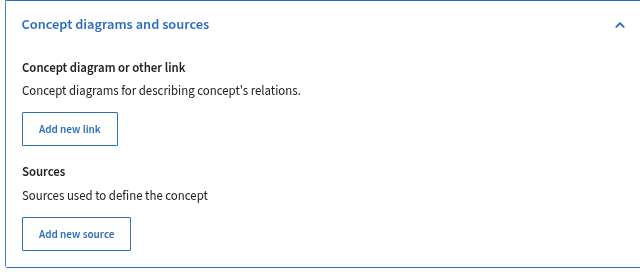 Concept diagrams and sources
Concept diagram or other link
Concept diagrams for describing concept's relations.
Add new link
Sources
Sources used to define the concept
Add new source